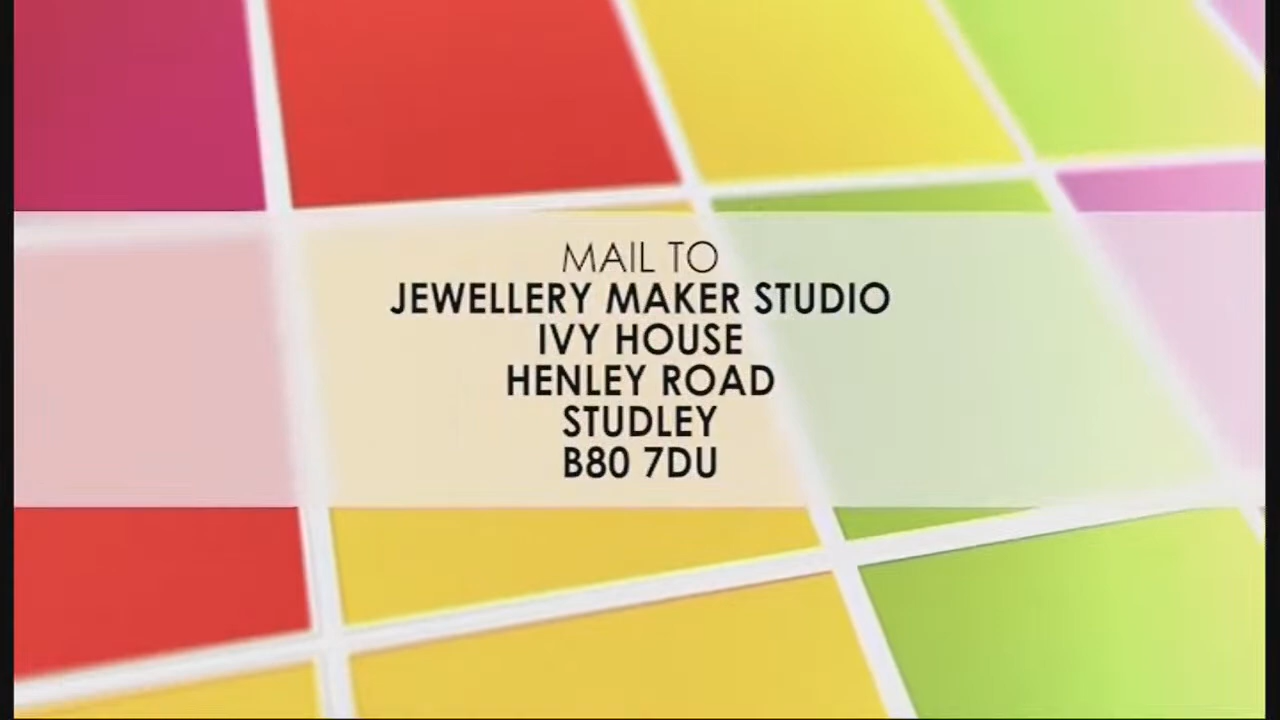 MAIL TO
JEWELLERY MAKER STUDIO
IVY HOUSE
HENLEY ROAD
STUDLEY
B80 7DU